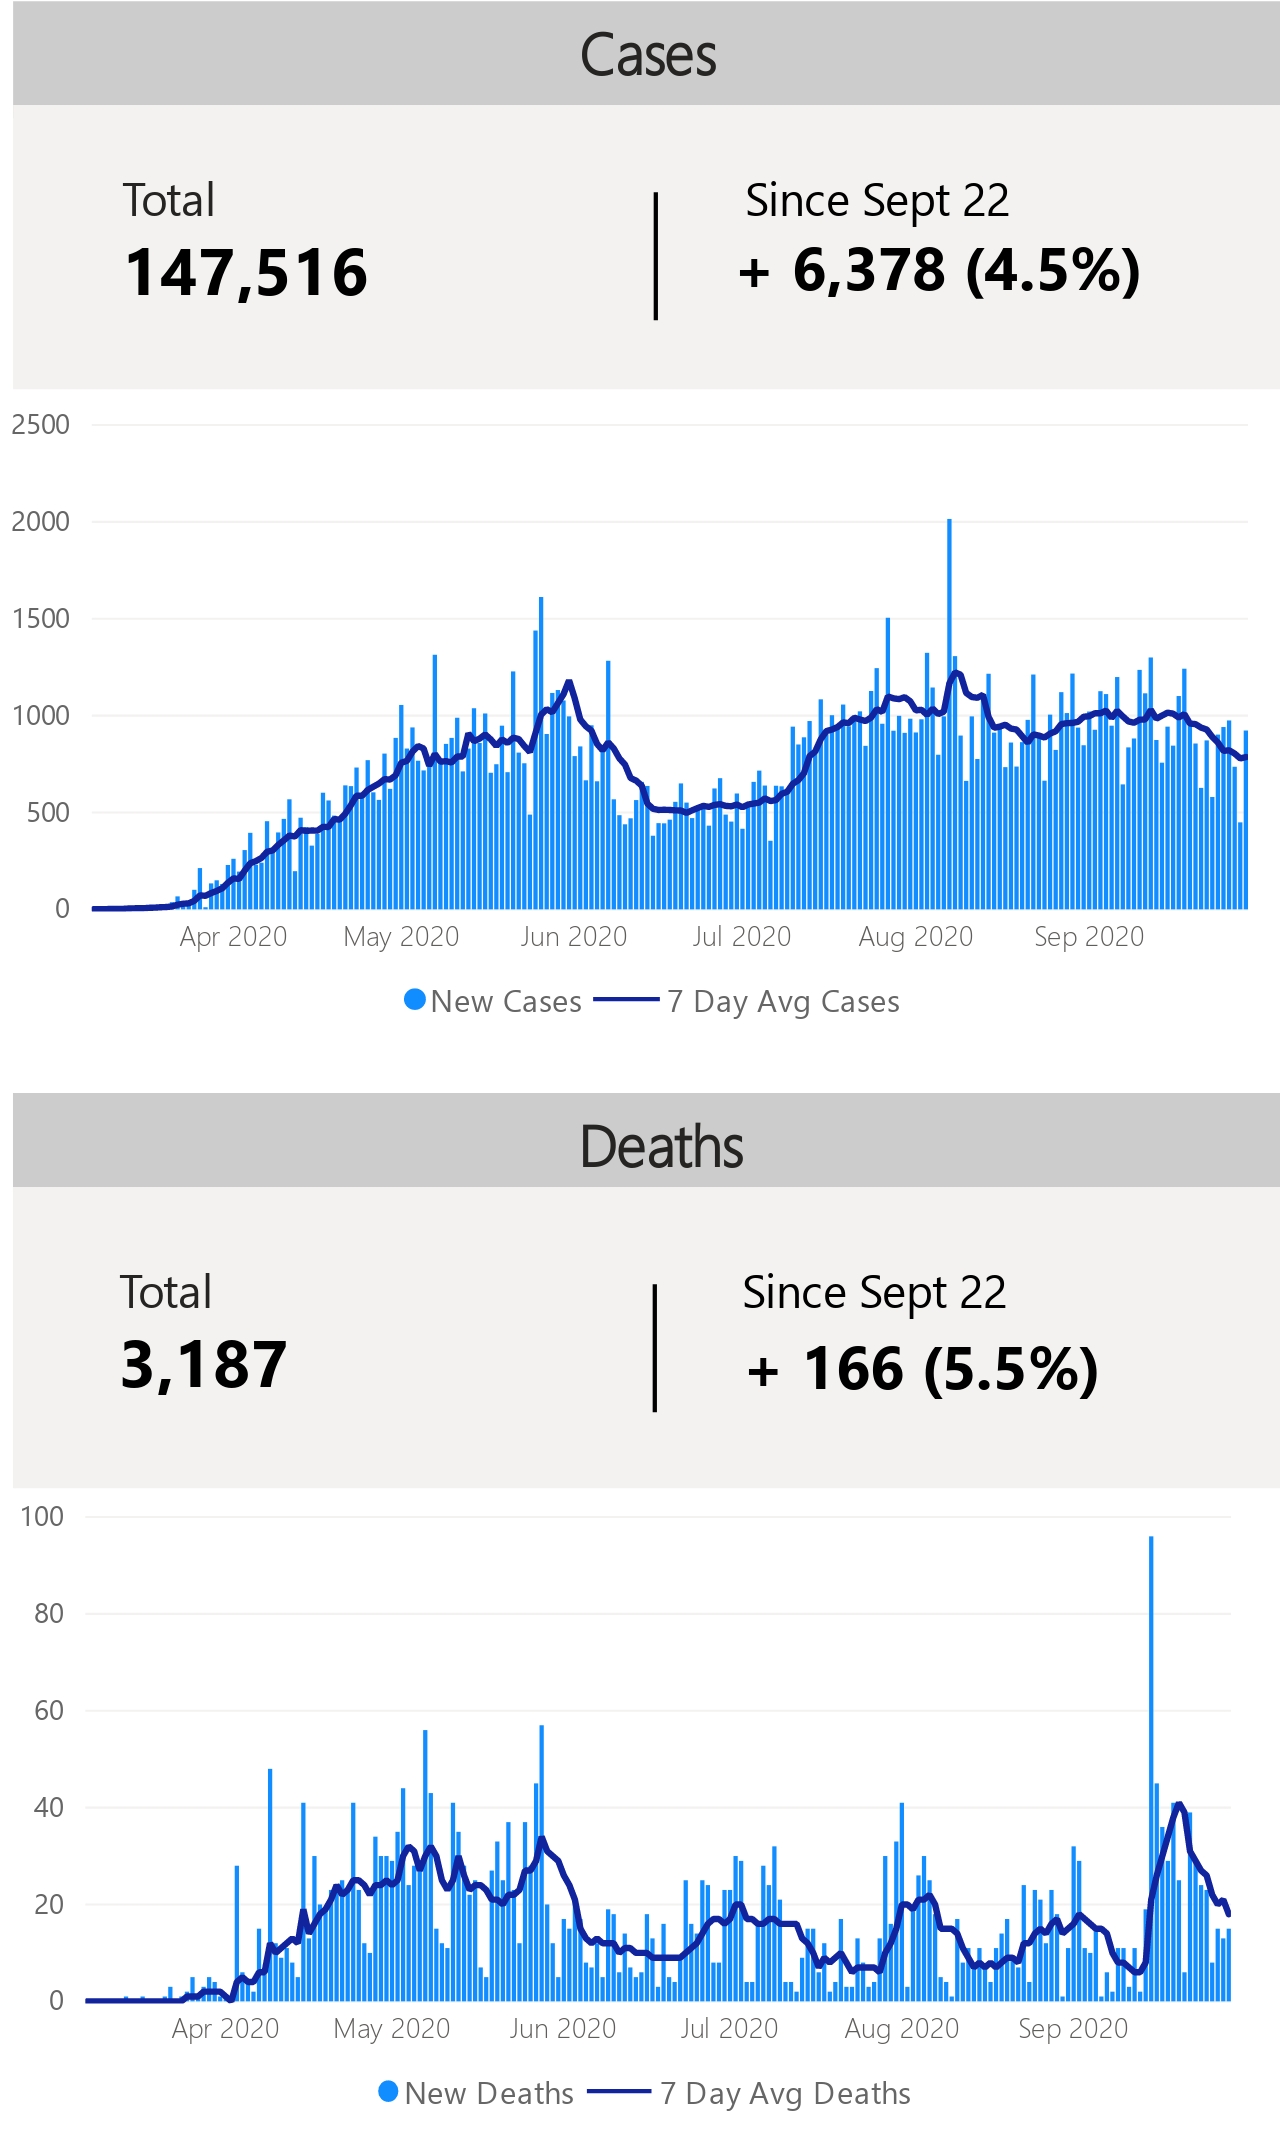 Cases
Total
147,516
Since Sept 22
+ 6,378 (4.5%)
2500
2000
1500
1000
500
0
Apr 2020 May 2020 Jun 2020 Jul 2020 Aug 2020 Sep 2020
New Cases 7 Day Avg Cases
Deaths
Total
3,187
Since Sept 22
+ 166 (5.5%)
100
80
60
40
20
0
Apr 2020 May 2020 Jun 2020 Jul 2020 Aug 2020 Sep 2020
New Deaths 7 Day Avg Deaths